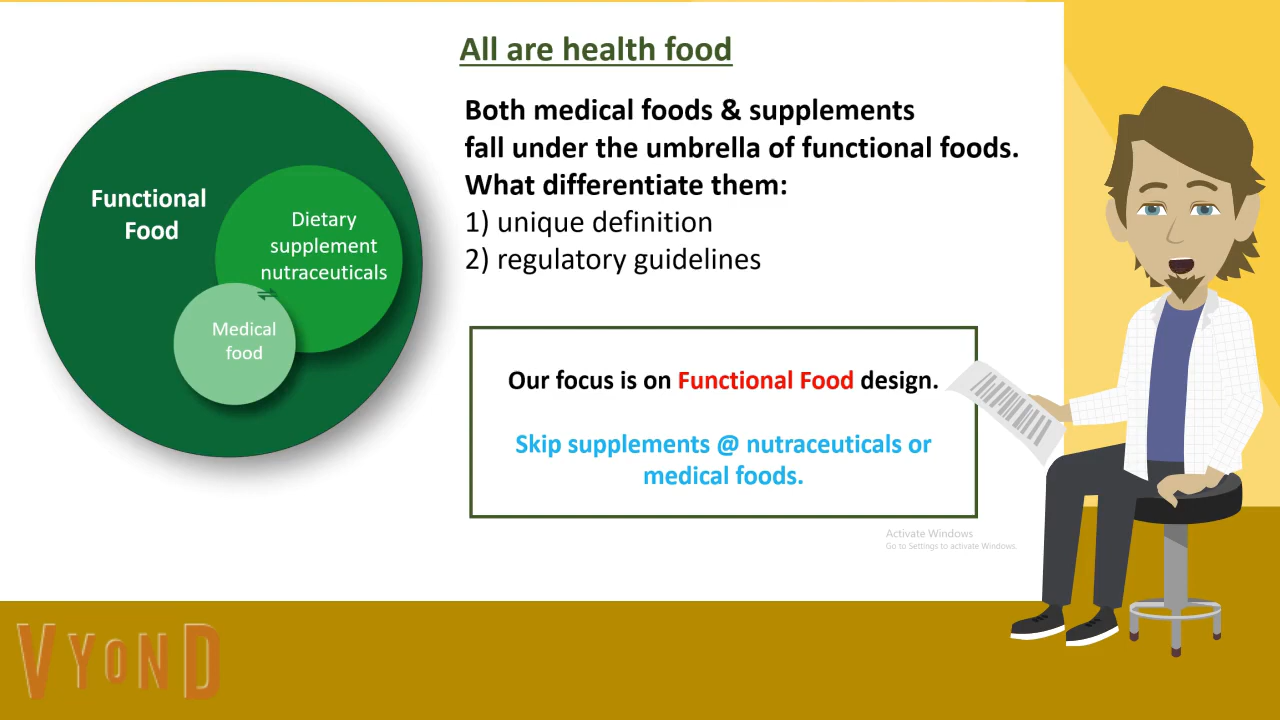 All are health food
Both medical foods & supplements
fall under the umbrella of functional foods.
What differentiate them:
1) unique definition
2) regulatory guidelines
Functional
Food
Dietary
supplement
nutraceuticals
Medical
food
Our focus is on Functional Food design.
Skip supplements @ nutraceuticals or
medical foods.
Activate Windows
Go to Settings to activate Windows.
VYOND